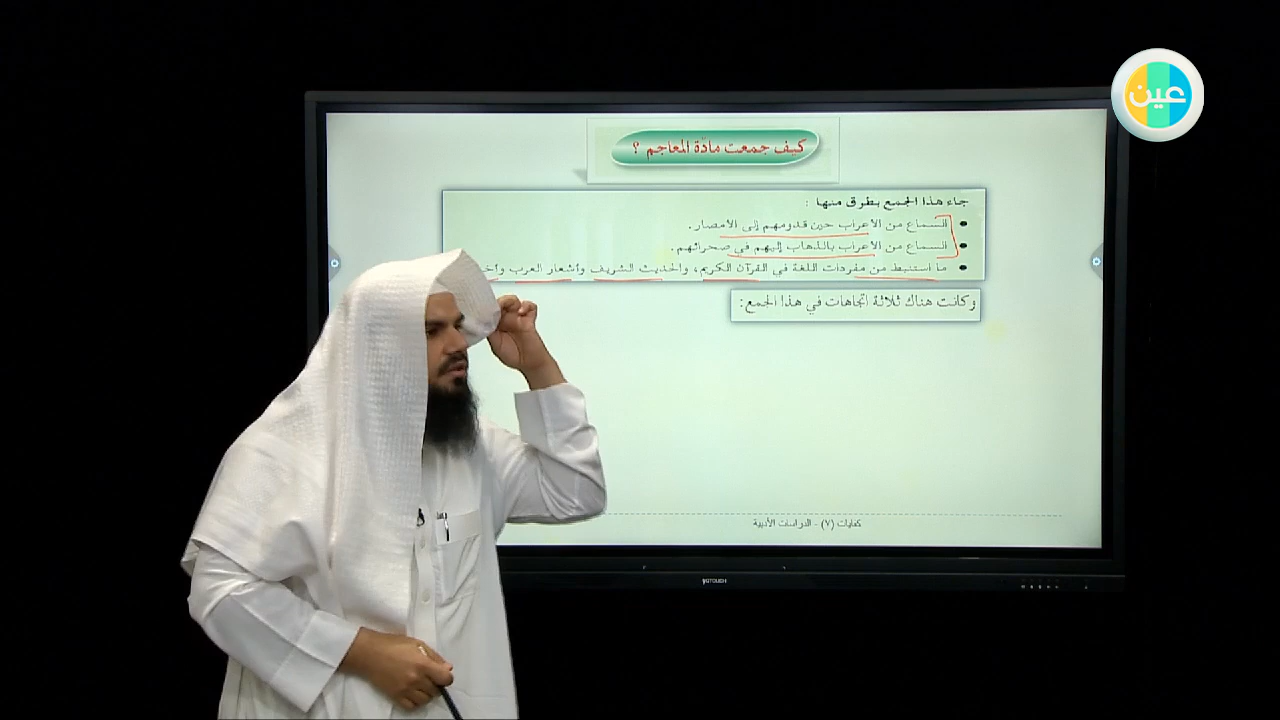 عين
كيف جمعت مادّة المعاجم ؟
جاء هذا الجمع بطرق منها :
• السماع من الأعراب حين قدومهم إلى الأمصار.
• السماع من الأعراب بالذهاب إليهم في صحرائهم.
• ما استنبط من مفردات اللغة في القرآن الكريم، والحديث الشريف وأشعار العرب
وكانت هناك ثلاثة اتجاهات في هذا الجمع:
كفايات (٧) - الدراسات الأدبية